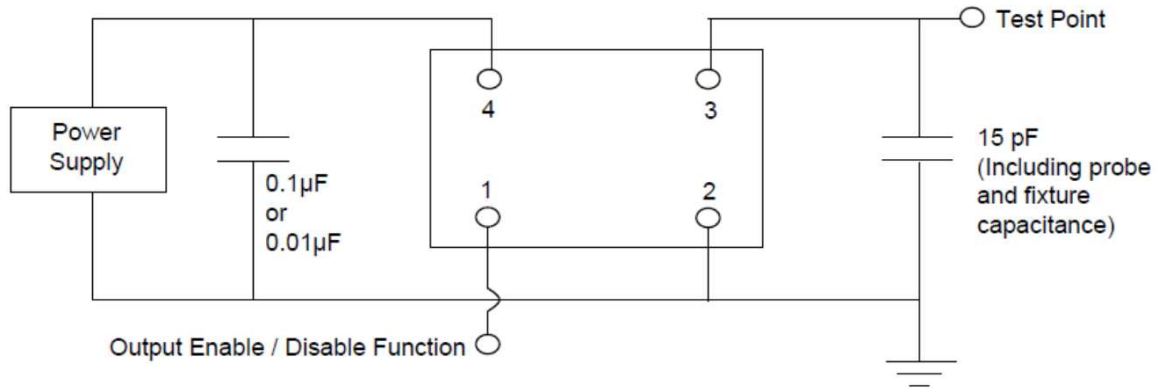 Test Point
4
3
Power
Supply
0.1µF
or
0.01µF
1
2
15 pF
(Including probe
and fixture
capacitance)
Output Enable / Disable Function